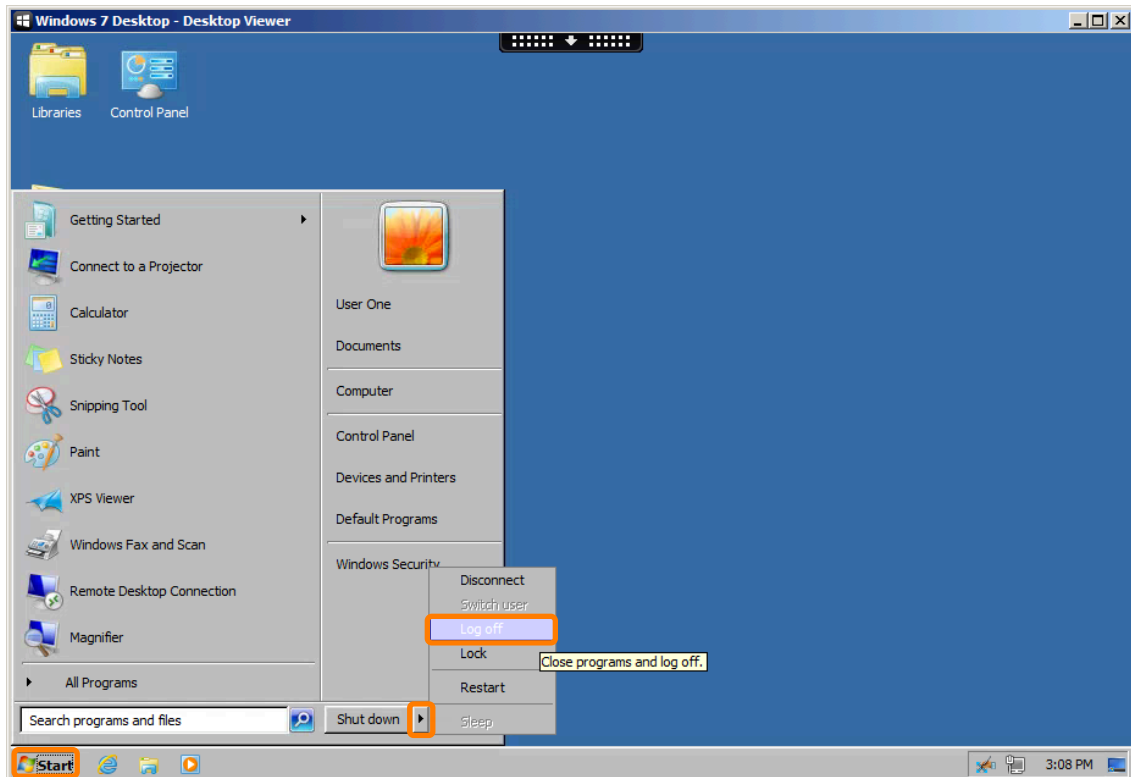 Windows 7 Desktop - Desktop Viewer
Libraries
Control Panel
Getting Started
Connect to a Projector
Calculator
Sticky Notes
Snipping Tool
Paint
XPS Viewer
Windows Fax and Scan
Remote Desktop Connection
Magnifier
All Programs
Search programs and files
User One
Documents
Computer
Control Panel
Devices and Printers
Default Programs
Windows Security
Shut down
Disconnect
Switch user
Log off
Lock
Close programs and log off.
Restart
Sleep
Start
3:08 PM